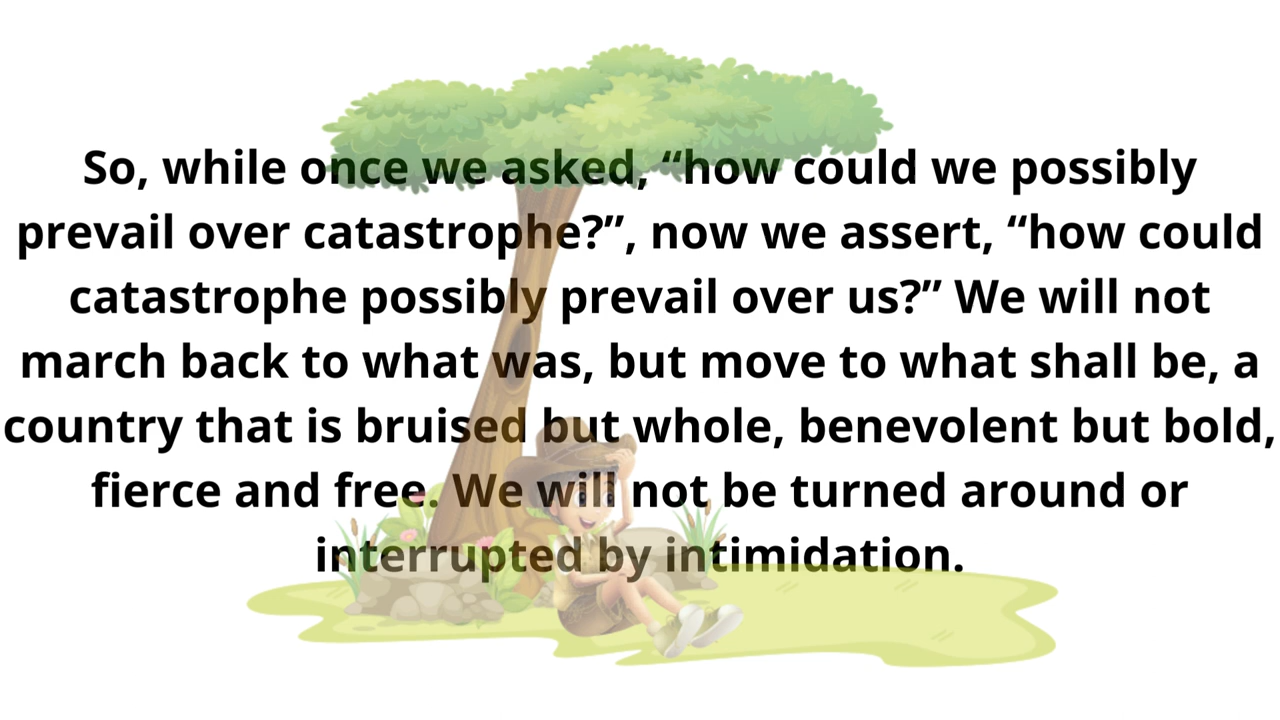 So, while once we asked, “how could we possibly
prevail over catastrophe?”, now we assert, “how could
catastrophe possibly prevail over us?” We will not
march back to what was, but move to what shall be, a
country that is bruised but whole, benevolent but bold,
fierce and free. We will not be turned around or
interrupted by intimidation.